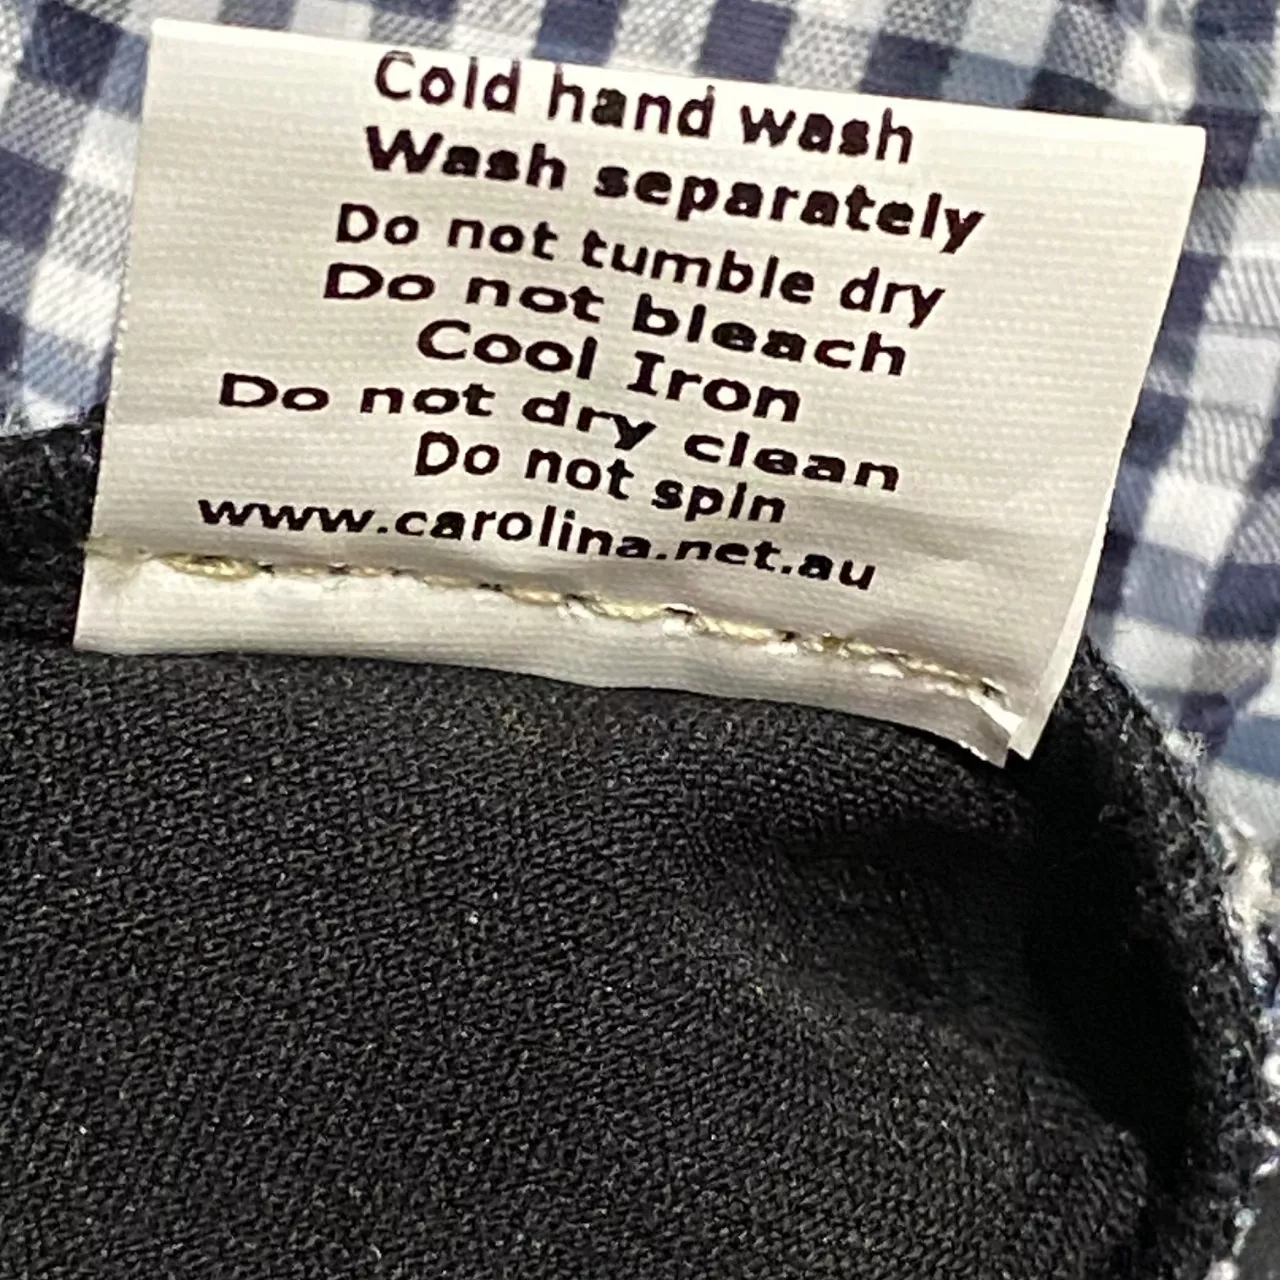 Cold hand wash
Wash separately
Do not tumble dry
Do not bleach
Cool Iron
Do not dry clean
Do not spin
www.carolina.net.au